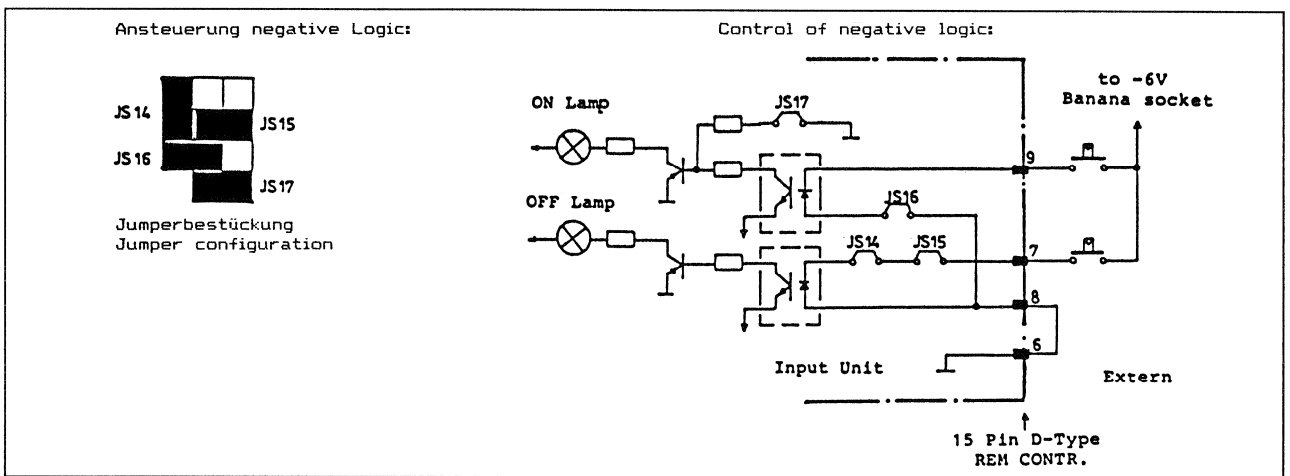 Ansteuerung negative Logic:
JS14
JS15
JS16
JS17
Jumperbestückung
Jumper configuration
Control of negative logic:
to -6V
Banana socket
ON Lamp
JS17
9
JS16
OFF Lamp
JS14 JS15
7
8
6
Input Unit
Extern
15 Pin D-Type
REM CONTR.